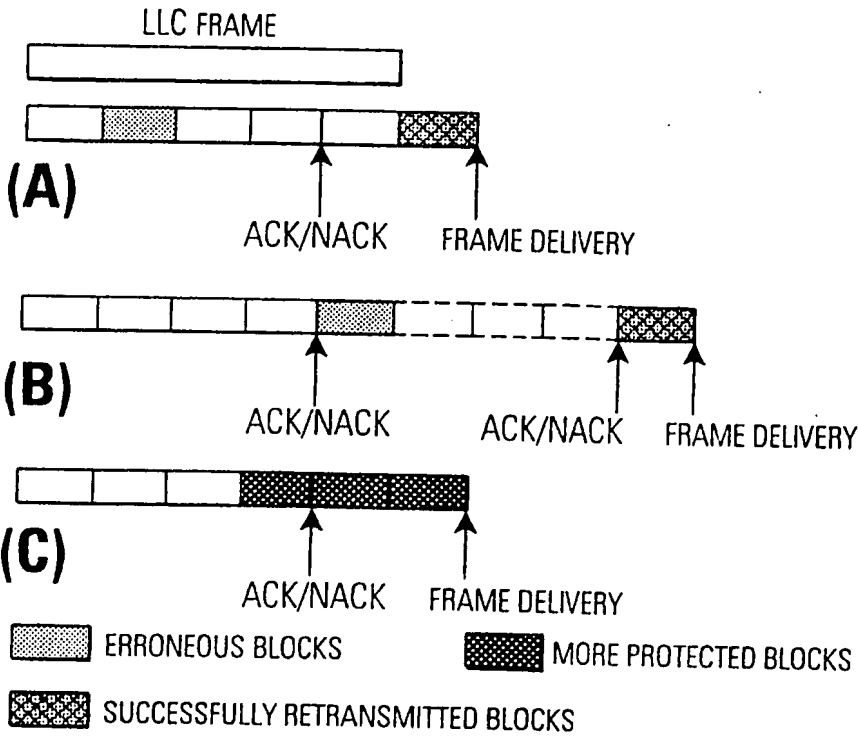 LLC FRAME
(A)
ACK/NACK FRAME DELIVERY
(B)
ACK/NACK ACK/NACK FRAME DELIVERY
(C)
ACK/NACK FRAME DELIVERY
ERRONEOUS BLOCKS MORE PROTECTED BLOCKS
SUCCESSFULLY RETRANSMITTED BLOCKS